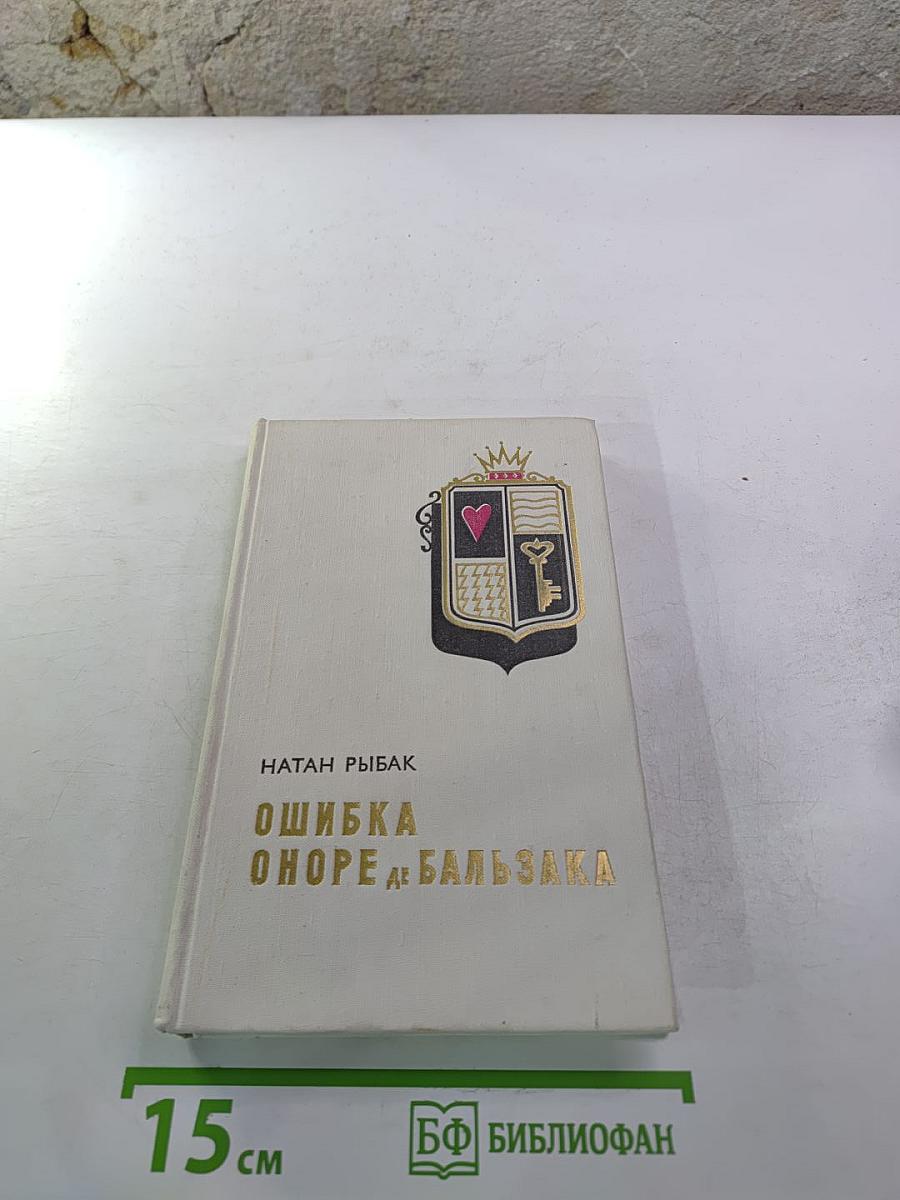 НАТАН РЫБАК
ОШИБКА
ОНОРЕ ДЕ БАЛЬЗАКА
15 СМ
БФ БИБЛИОФАН